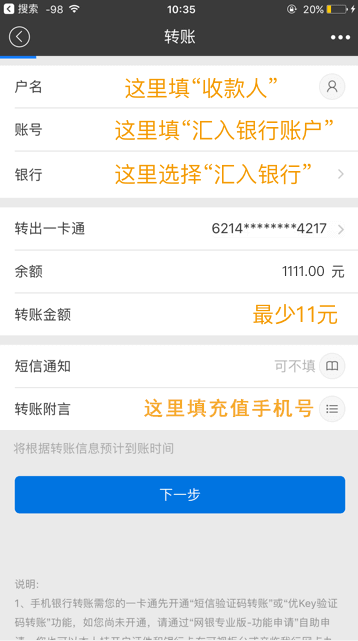 搜索 -98 10:35 20%
转账
户名 这里填“收款人”
账号 这里填“汇入银行账户”
银行 这里选择“汇入银行”
转出一卡通 6214********4217
余额 1111.00 元
转账金额 最少11元
短信通知 可不填
转账附言 这里填充值手机号
将根据转账信息预计到账时间
下一步
说明:
1、手机银行转账需您的一卡通先开通“短信验证码转账”或“优Key验证
码转账”功能，如您尚未开通，请通过“网银专业版-功能申请”自助申